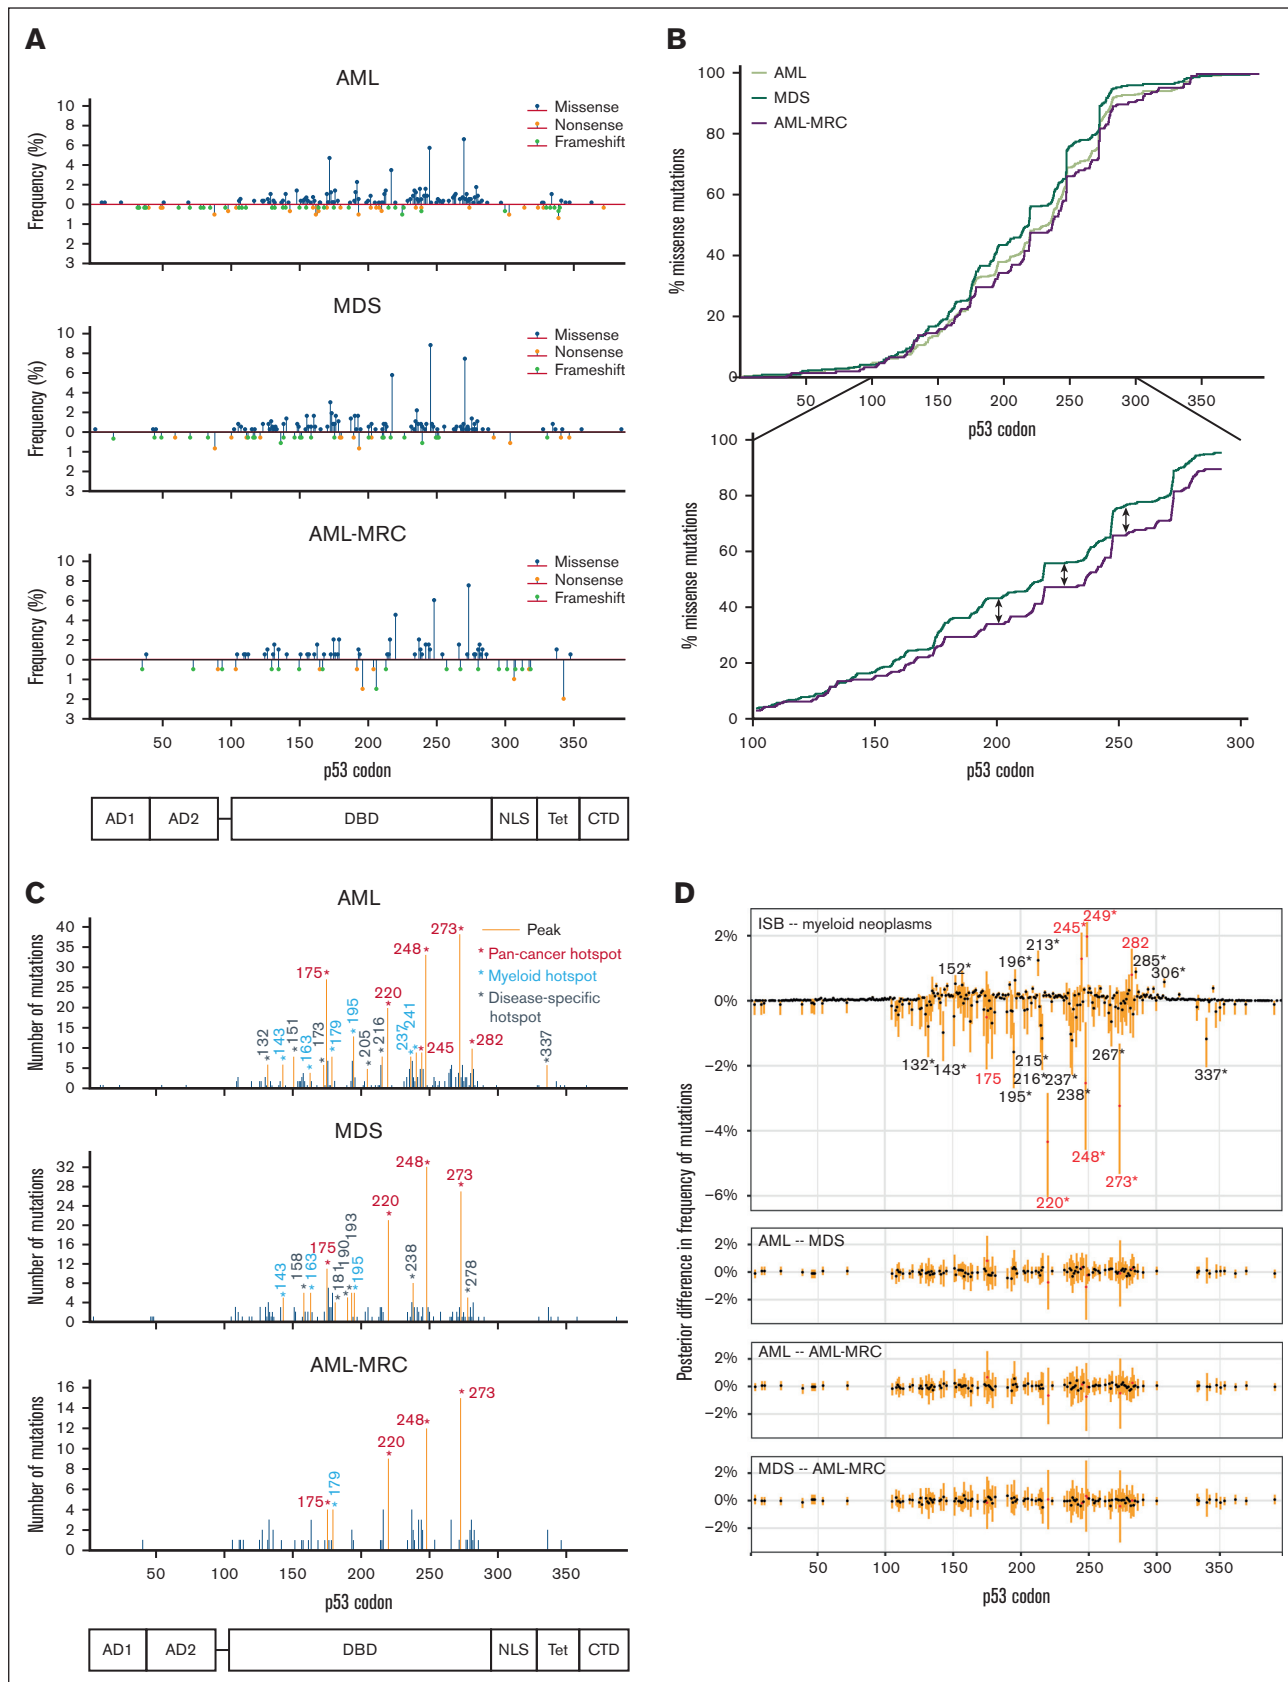 A
AML
Frequency (%)
10
8
6
4
2
0
1
2
3
Missense
Nonsense
Frameshift
MDS
Frequency (%)
10
8
6
4
2
0
1
2
3
Missense
Nonsense
Frameshift
AML-MRC
Frequency (%)
10
8
6
4
2
0
1
2
3
Missense
Nonsense
Frameshift
50 100 150 200 250 300 350
p53 codon
AD1 AD2 DBD NLS Tet CTD
B
% missense mutations
100
80
60
40
20
0
AML
MDS
AML-MRC
50 100 150 200 250 300 350
p53 codon
% missense mutations
100
80
60
40
20
0
100 150 200 250 300
p53 codon
C
AML
Number of mutations
40
35
30
25
20
15
10
5
0
Peak
* Pan-cancer hotspot
* Myeloid hotspot
* Disease-specific
hotspot
*132
*143
*151
*163
*173
175*
*179
*195
*205
*216
220
*
237
*
241
*
*245
248*
273*
*282
*337
MDS
Number of mutations
32
28
24
20
16
12
8
4
0
*143
158
*
*163
175
*
*181
190
*
193
*
*195
220
*
*238
248*
273
*
*278
AML-MRC
Number of mutations
16
14
12
10
8
6
4
2
0
175*
*179
220
*
248*
*273
50 100 150 200 250 300 350
p53 codon
AD1 AD2 DBD NLS Tet CTD
D
Posterior difference in frequency of mutations
ISB -- myeloid neoplasms
2%
0%
−2%
−4%
−6%
249*
245*
213*
282
196*
285*
152*
306*
132*
143*
175
215*
267*
216*
237*
195*
238*
337*
248*
273*
220*
AML -- MDS
2%
0%
−2%
AML -- AML-MRC
2%
0%
−2%
MDS -- AML-MRC
2%
0%
−2%
50 100 150 200 250 300 350
p53 codon